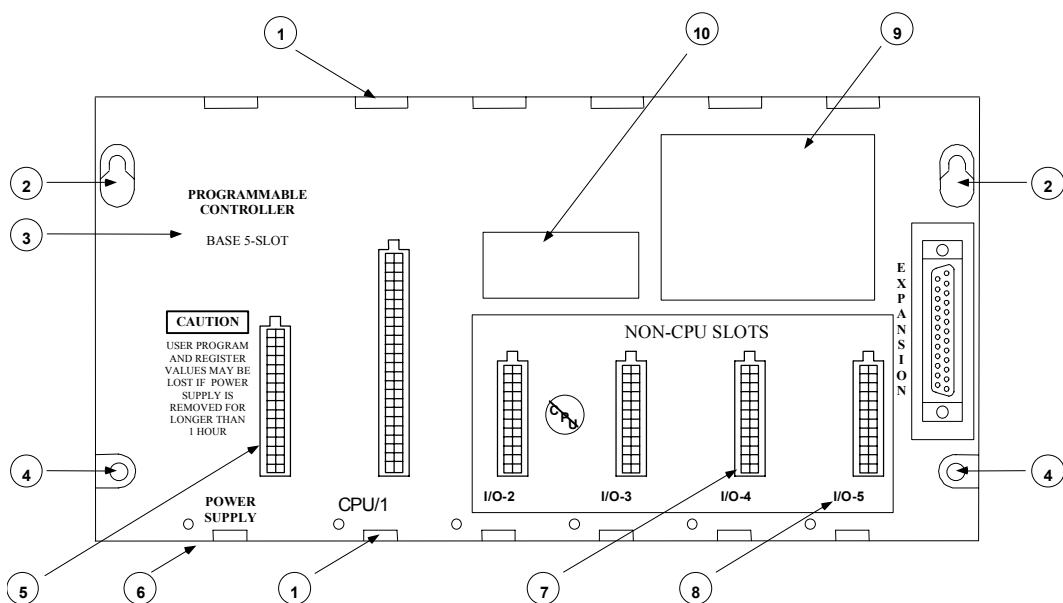 1
10
9
2
2
PROGRAMMABLE
CONTROLLER
3
BASE 5-SLOT
EXPANSION
CAUTION
NON-CPU SLOTS
USER PROGRAM
AND REGISTER
VALUES MAY BE
LOST IF POWER
SUPPLY IS
REMOVED FOR
LONGER THAN
1 HOUR
CPU
4
4
I/O-2
I/O-3
I/O-4
I/O-5
POWER
SUPPLY
CPU/1
5
6
1
7
8